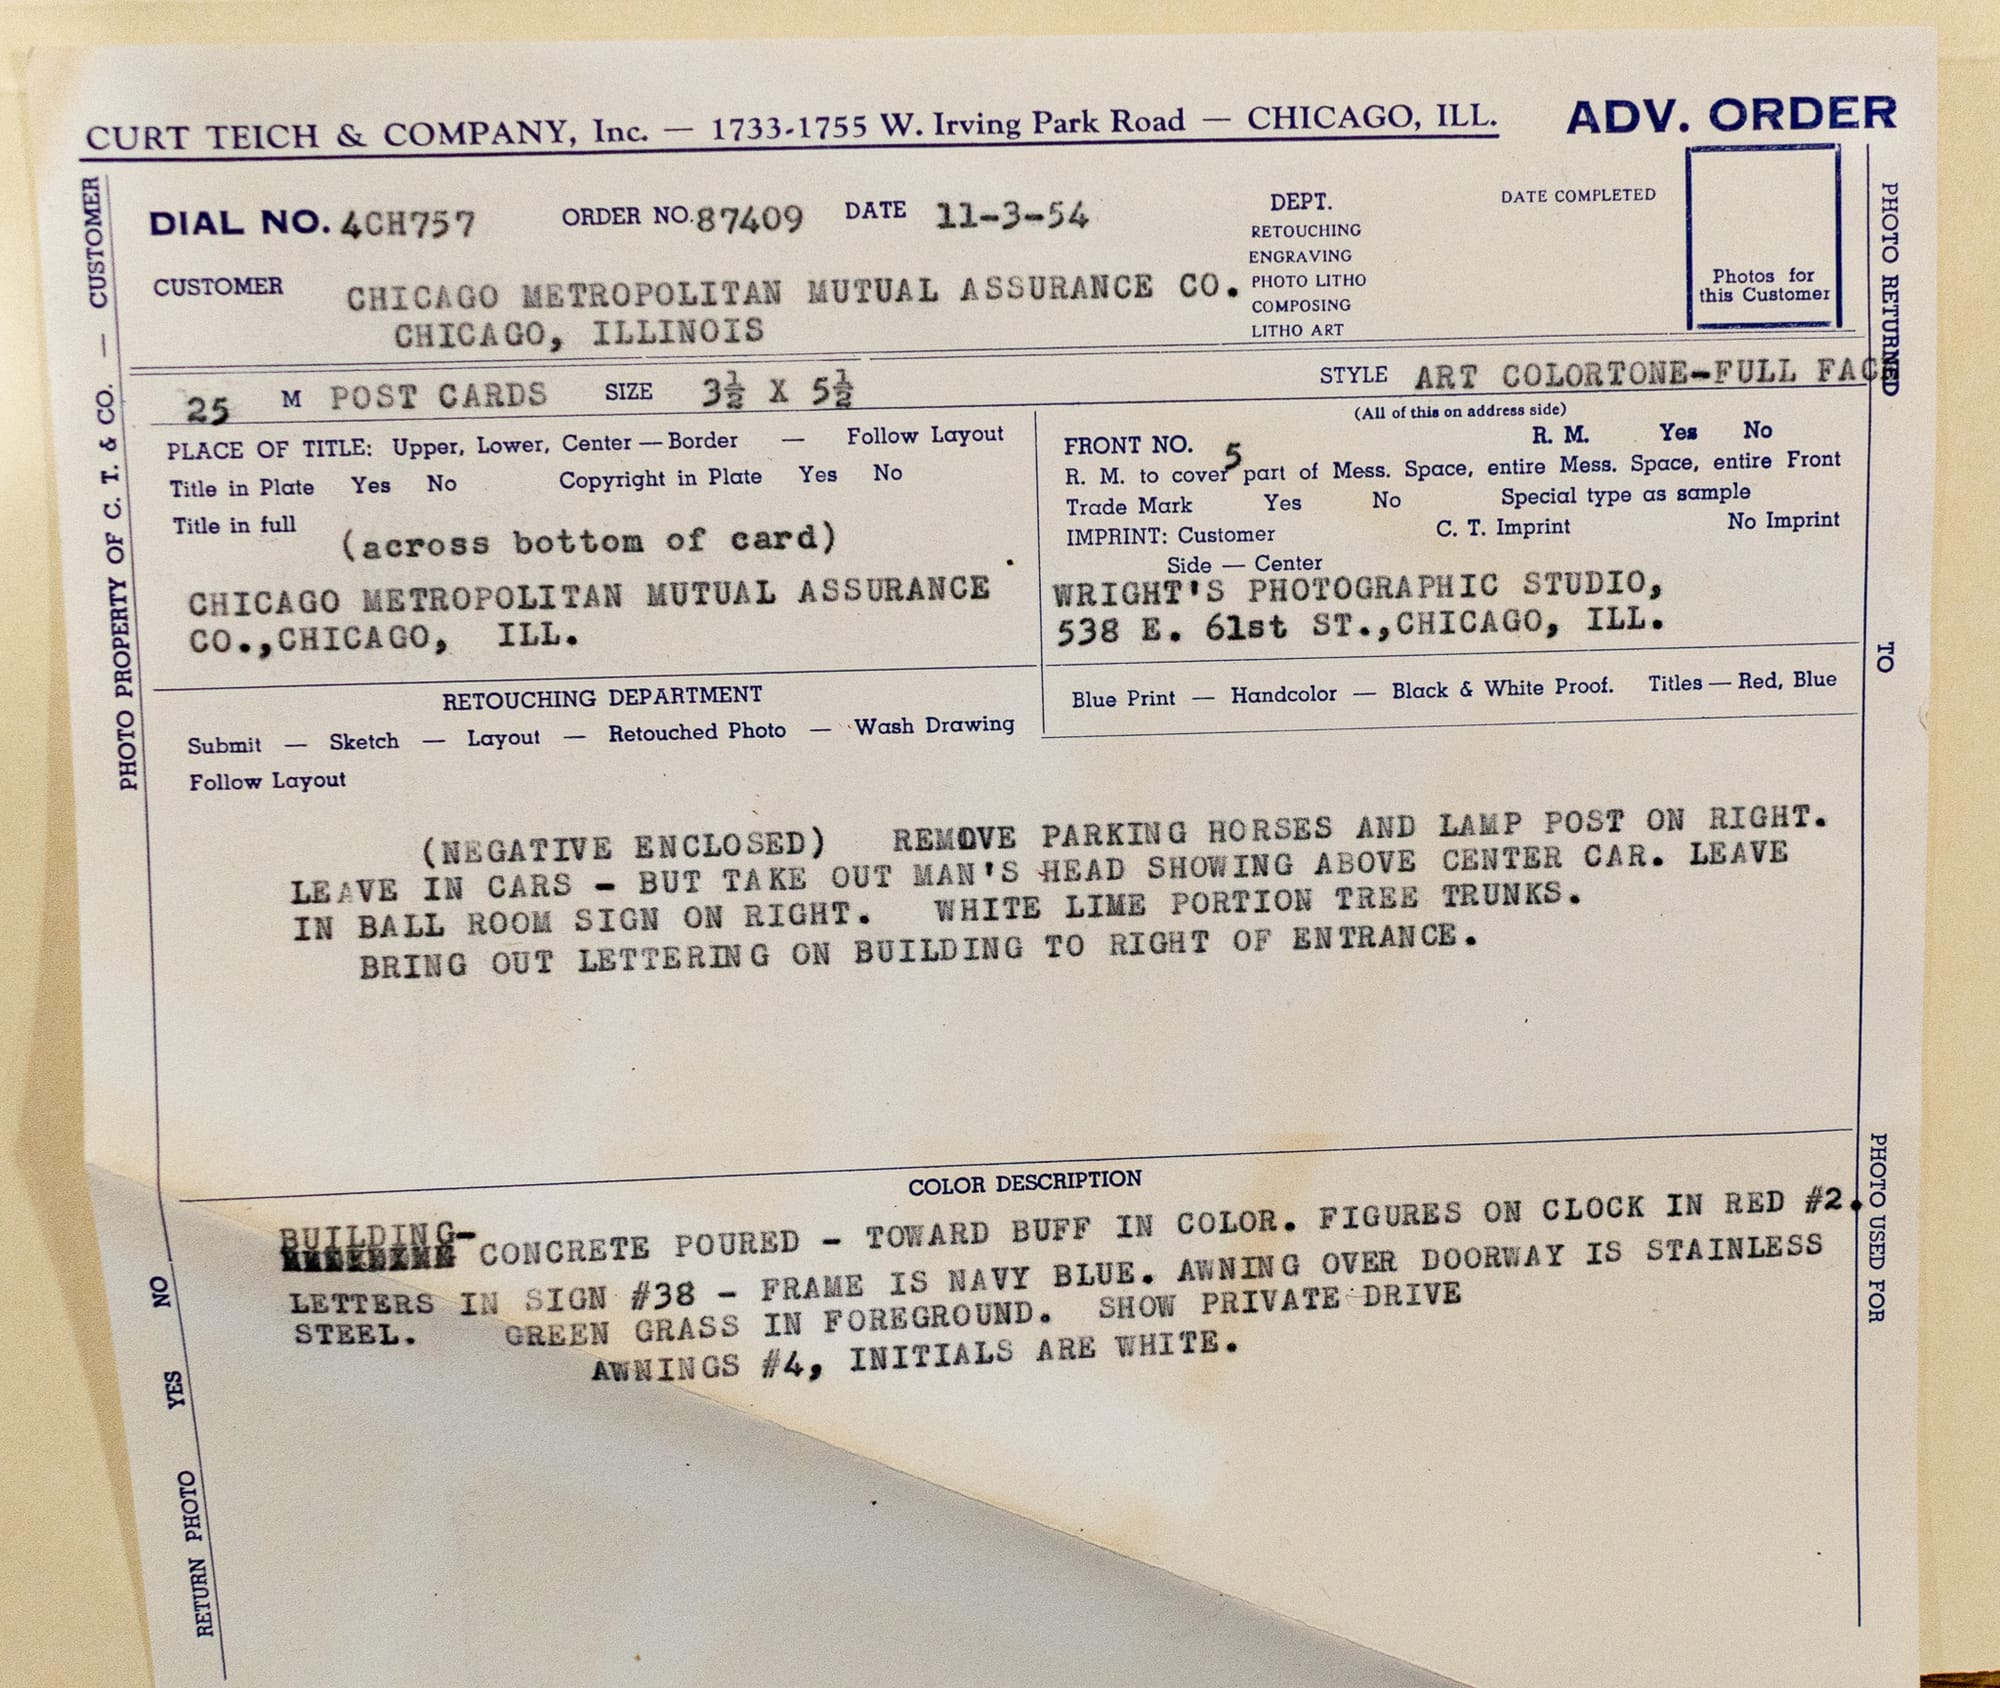 CURT TEICH & COMPANY, Inc. — 1733-1755 W. Irving Park Road — CHICAGO, ILL. ADV. ORDER
DIAL NO. 4CH757 ORDER NO. 87409 DATE 11-3-54
DEPT. DATE COMPLETED
RETOUCHING
ENGRAVING
PHOTO LITHO
COMPOSING
LITHO ART
Photos for
this Customer
CUSTOMER CHICAGO METROPOLITAN MUTUAL ASSURANCE CO.
CHICAGO, ILLINOIS
25 M POST CARDS SIZE 3½ X 5½ STYLE ART COLORTONE-FULL FACE
PLACE OF TITLE: Upper, Lower, Center — Border — Follow Layout
Title in Plate Yes No Copyright in Plate Yes No
Title in full (across bottom of card)
CHICAGO METROPOLITAN MUTUAL ASSURANCE
CO.,CHICAGO, ILL.
(All of this on address side)
FRONT NO. 5 R. M. Yes No
R. M. to cover part of Mess. Space, entire Mess. Space, entire Front
Trade Mark Yes No Special type as sample
IMPRINT: Customer C. T. Imprint No Imprint
Side — Center
WRIGHT'S PHOTOGRAPHIC STUDIO,
538 E. 61st ST.,CHICAGO, ILL.
RETOUCHING DEPARTMENT
Submit — Sketch — Layout — Retouched Photo — Wash Drawing
Follow Layout
Blue Print — Handcolor — Black & White Proof. Titles — Red, Blue
(NEGATIVE ENCLOSED) REMOVE PARKING HORSES AND LAMP POST ON RIGHT.
LEAVE IN CARS - BUT TAKE OUT MAN'S HEAD SHOWING ABOVE CENTER CAR. LEAVE
IN BALL ROOM SIGN ON RIGHT. WHITE LIME PORTION TREE TRUNKS.
BRING OUT LETTERING ON BUILDING TO RIGHT OF ENTRANCE.
COLOR DESCRIPTION
BUILDING-
CONCRETE POURED - TOWARD BUFF IN COLOR. FIGURES ON CLOCK IN RED #2.
LETTERS IN SIGN #38 - FRAME IS NAVY BLUE. AWNING OVER DOORWAY IS STAINLESS
STEEL. GREEN GRASS IN FOREGROUND. SHOW PRIVATE DRIVE
AWNINGS #4, INITIALS ARE WHITE.
PHOTO PROPERTY OF C. T. & CO. — CUSTOMER
RETURN PHOTO YES NO
PHOTO RETURNED TO
PHOTO USED FOR